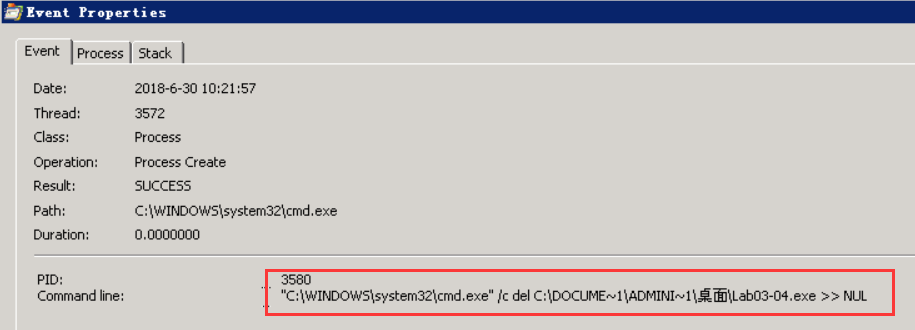 Event Properties
Event Process Stack
Date: 2018-6-30 10:21:57
Thread: 3572
Class: Process
Operation: Process Create
Result: SUCCESS
Path: C:\WINDOWS\system32\cmd.exe
Duration: 0.0000000
PID: 3580
Command line: "C:\WINDOWS\system32\cmd.exe" /c del C:\DOCUME~1\ADMINI~1\桌面\Lab03-04.exe >> NUL